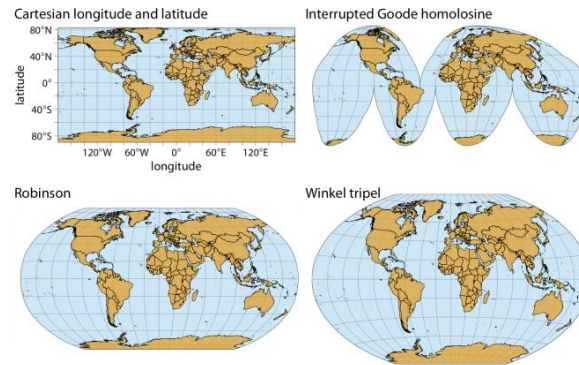 Cartesian longitude and latitude
80°N
40°N
0°
40°S
80°S
latitude
120°W 60°W 0° 60°E 120°E
longitude
Interrupted Goode homolosine
Robinson
Winkel tripel